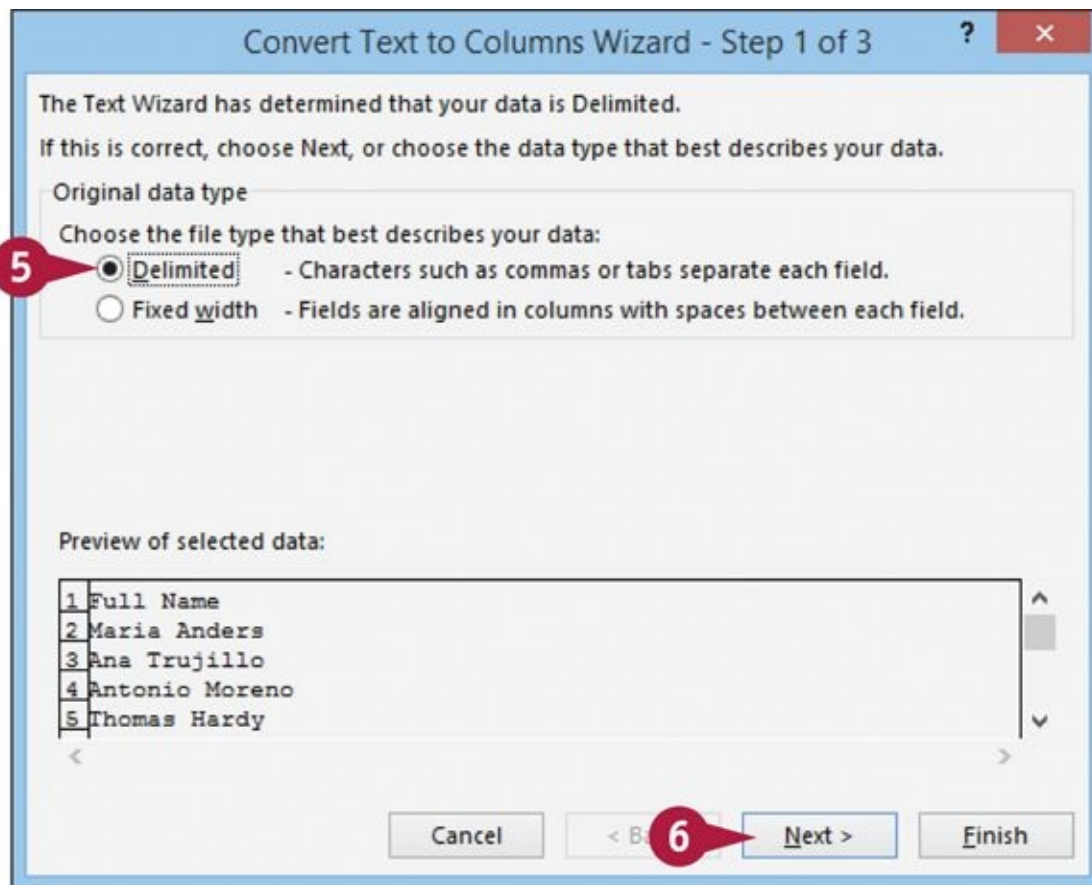 Convert Text to Columns Wizard - Step 1 of 3 ? ×
The Text Wizard has determined that your data is Delimited.
If this is correct, choose Next, or choose the data type that best describes your data.
Original data type
Choose the file type that best describes your data:
5 Delimited - Characters such as commas or tabs separate each field.
Fixed width - Fields are aligned in columns with spaces between each field.
Preview of selected data:
1 Full Name
2 Maria Anders
3 Ana Trujillo
4 Antonio Moreno
5 Thomas Hardy
Cancel < B 6 Next > Finish